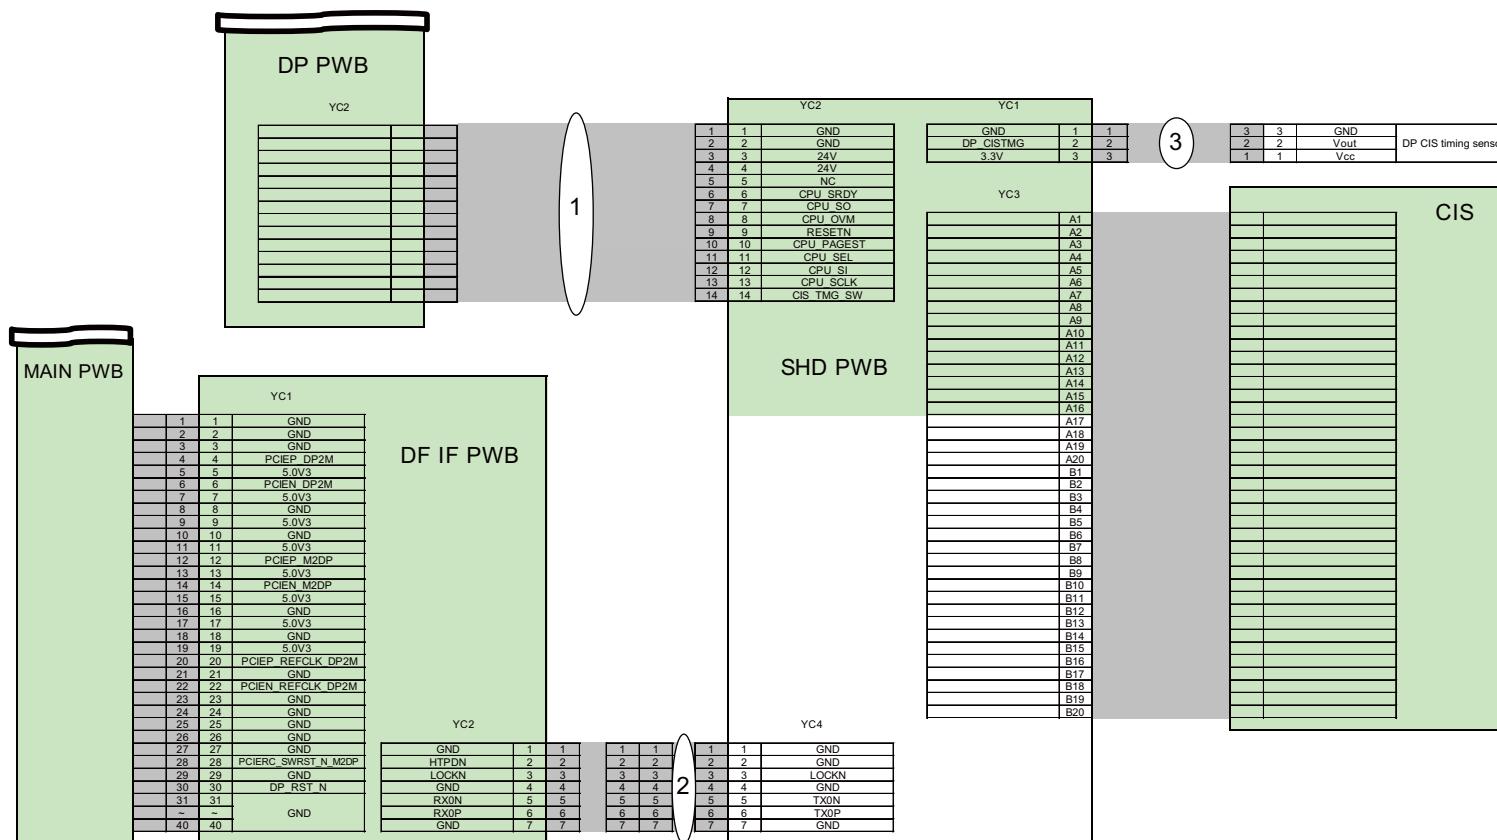 DP PWB
YC2
1
YC2
1 1 GND
2 2 GND
3 3 24V
4 4 24V
5 5 NC
6 6 CPU_SRDY
7 7 CPU_SO
8 8 CPU_OVM
9 9 RESETN
10 10 CPU_PAGEST
11 11 CPU_SEL
12 12 CPU_SI
13 13 CPU_SCLK
14 14 CIS_TMG_SW
SHD PWB
YC1
GND 1 1
DP_CISTMG 2 2
3.3V 3 3
3
3 3 GND
2 2 Vout
1 1 Vcc
DP CIS timing senso
YC3
A1
A2
A3
A4
A5
A6
A7
A8
A9
A10
A11
A12
A13
A14
A15
A16
A17
A18
A19
A20
B1
B2
B3
B4
B5
B6
B7
B8
B9
B10
B11
B12
B13
B14
B15
B16
B17
B18
B19
B20
CIS
MAIN PWB
DF IF PWB
YC1
1 1 GND
2 2 GND
3 3 GND
4 4 PCIEP_DP2M
5 5 5.0V3
6 6 PCIEN_DP2M
7 7 5.0V3
8 8 GND
9 9 5.0V3
10 10 GND
11 11 5.0V3
12 12 PCIEP_M2DP
13 13 5.0V3
14 14 PCIEN_M2DP
15 15 5.0V3
16 16 GND
17 17 5.0V3
18 18 GND
19 19 5.0V3
20 20 PCIEP_REFCLK_DP2M
21 21 GND
22 22 PCIEN_REFCLK_DP2M
23 23 GND
24 24 GND
25 25 GND
26 26 GND
27 27 GND
28 28 PCIERC_SWRST_N_M2DP
29 29 GND
30 30 DP_RST_N
31 31
~ ~ GND
40 40
YC2
GND 1 1 1 1
HTPDN 2 2 2 2
LOCKN 3 3 3 3
GND 4 4 4 4
RX0N 5 5 5 5
RX0P 6 6 6 6
GND 7 7 7 7
2
YC4
1 1 GND
2 2 GND
3 3 LOCKN
4 4 GND
5 5 TX0N
6 6 TX0P
7 7 GND